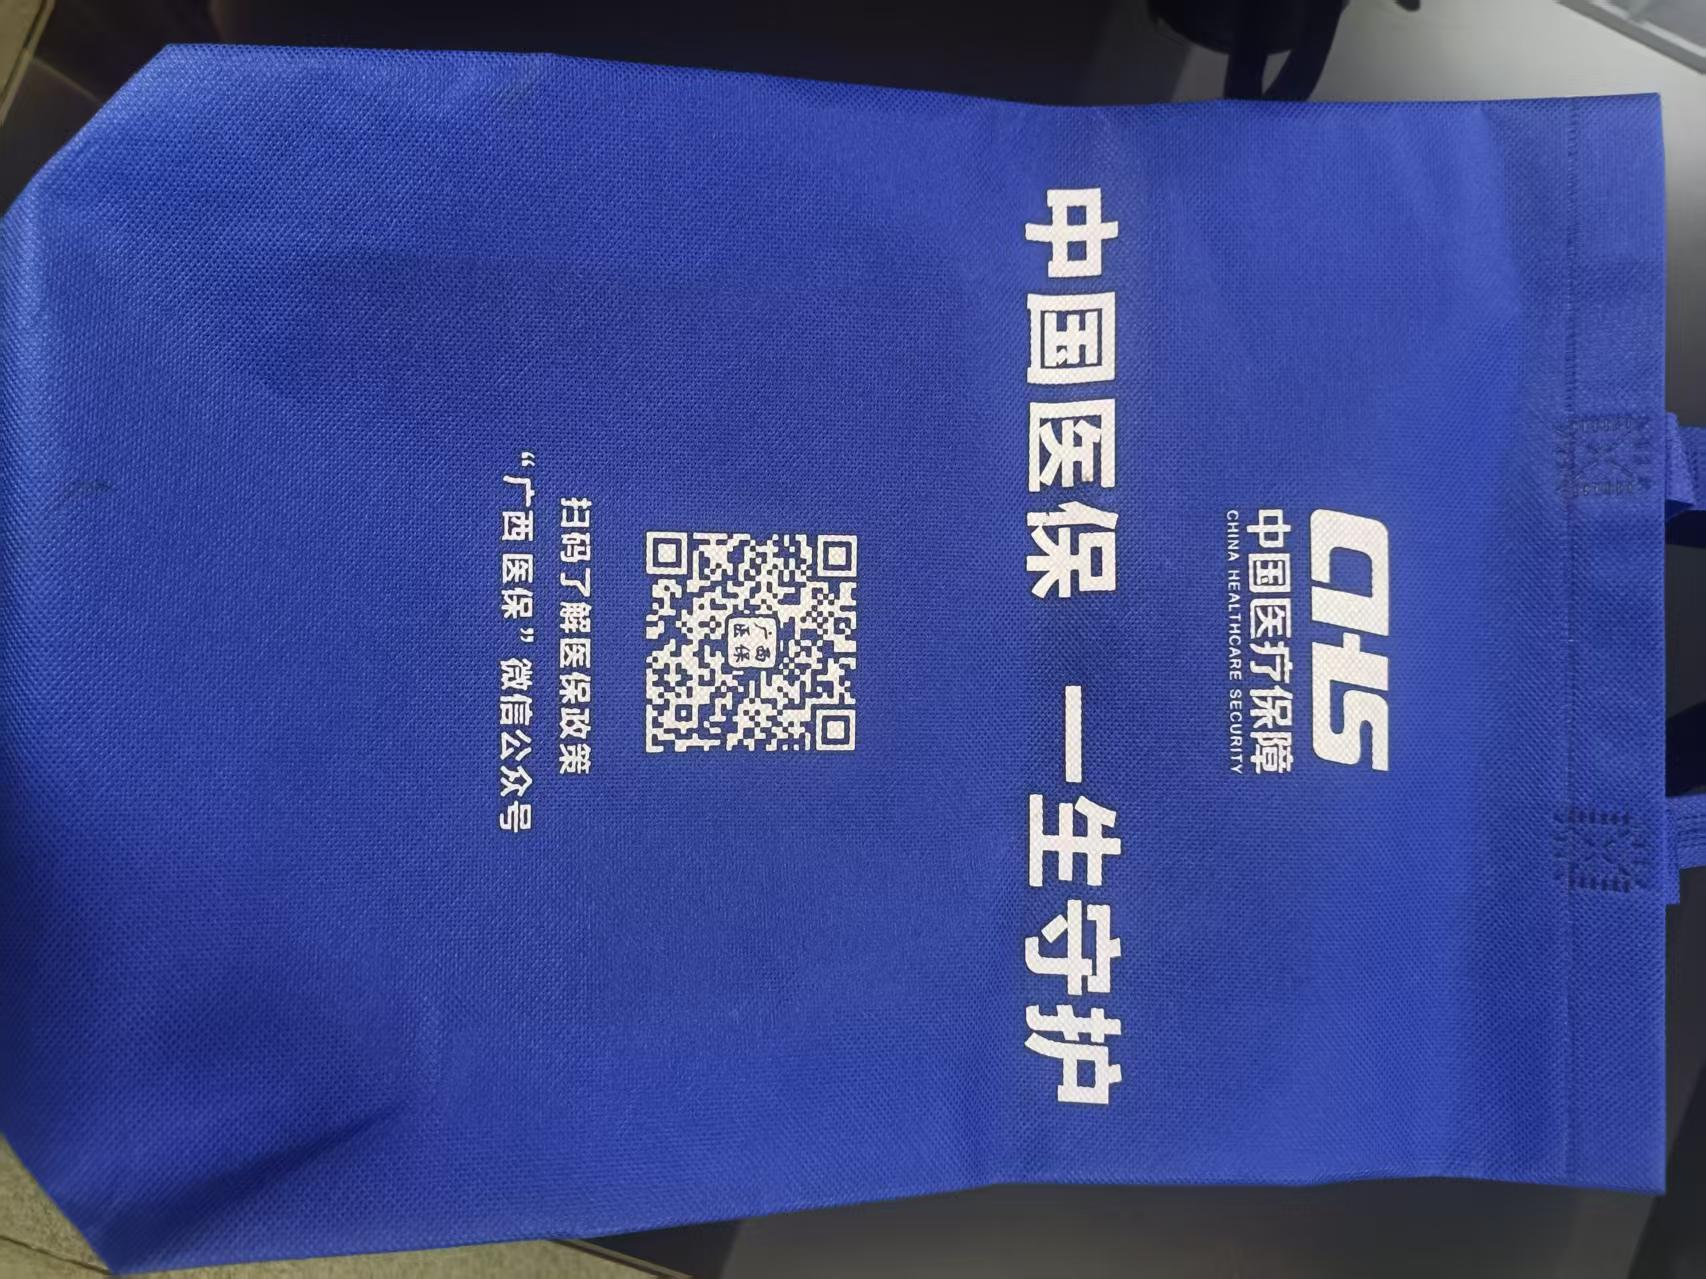 CHS
中国医疗保障
CHINA HEALTHCARE SECURITY
中国医保 一生守护
广西
医保
扫码了解医保政策
“广西医保”微信公众号